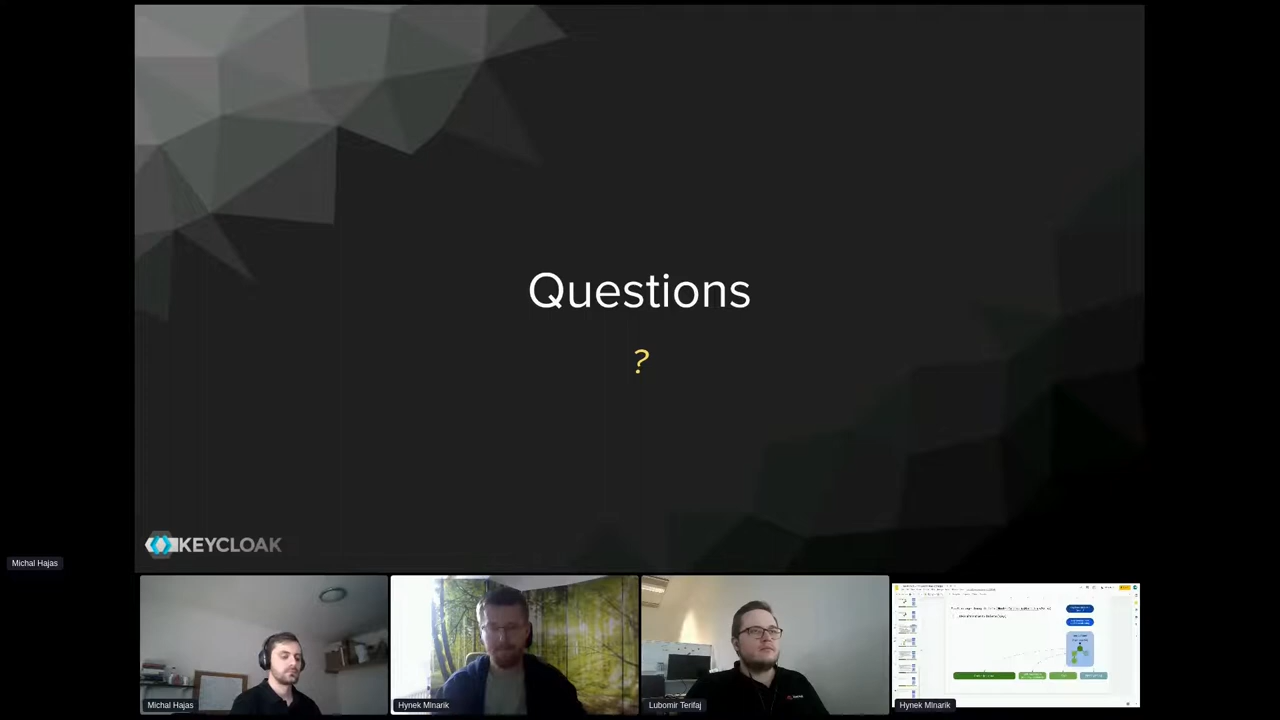 Questions
?
KEYCLOAK
Michal Hajas
Michal Hajas
Hynek Mlnarik
Lubomir Terifaj
Hynek Mlnarik